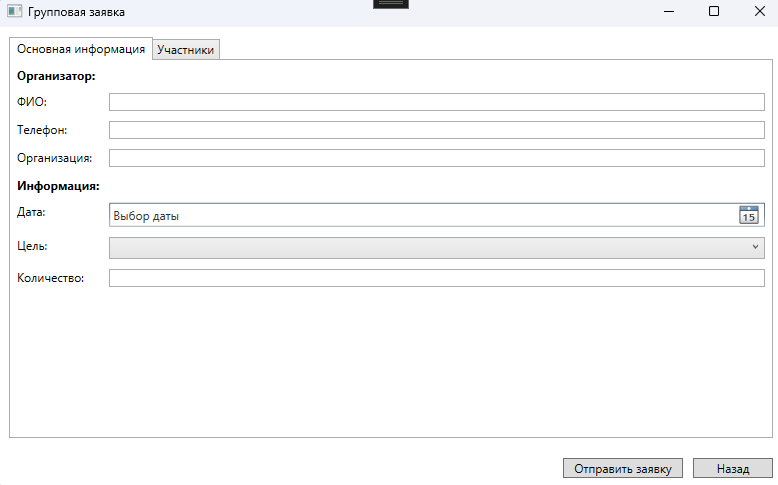 Групповая заявка
Основная информация Участники
Организатор:
ФИО:
Телефон:
Организация:
Информация:
Дата: Выбор даты 15
Цель:
Количество:
Отправить заявку Назад